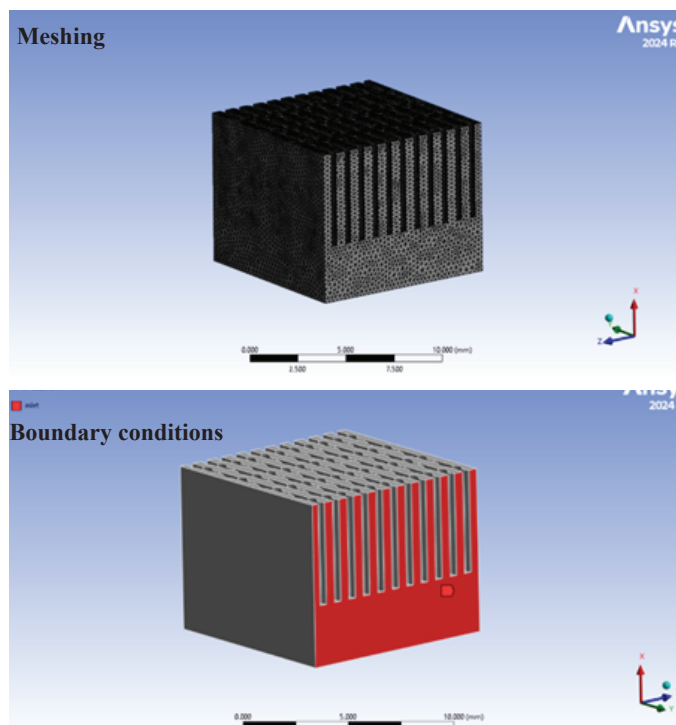 Meshing
Ansys
2024 R
X
Z
0.000 5.000 10.000 (mm)
2.500 7.500
inlet
Boundary conditions
2024
X
Y
0.000 5.000 10.000 (mm)